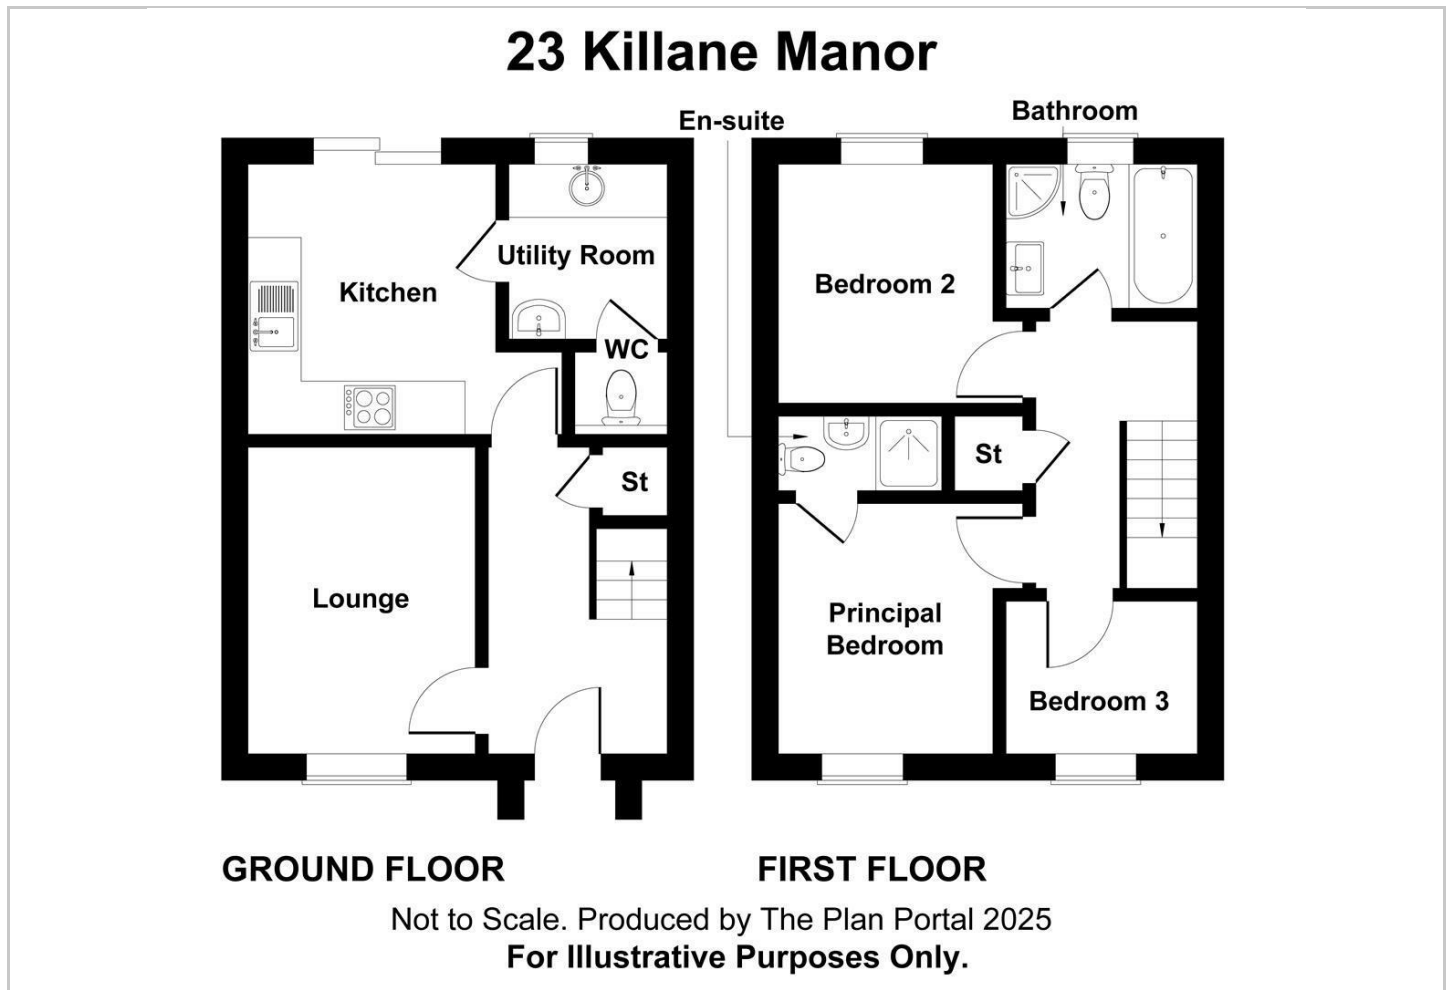 23 Killane Manor
En-suite
Bathroom
Utility Room
Kitchen
WC
St
Lounge
Bedroom 2
St
Principal
Bedroom
Bedroom 3
GROUND FLOOR
FIRST FLOOR
Not to Scale. Produced by The Plan Portal 2025
For Illustrative Purposes Only.